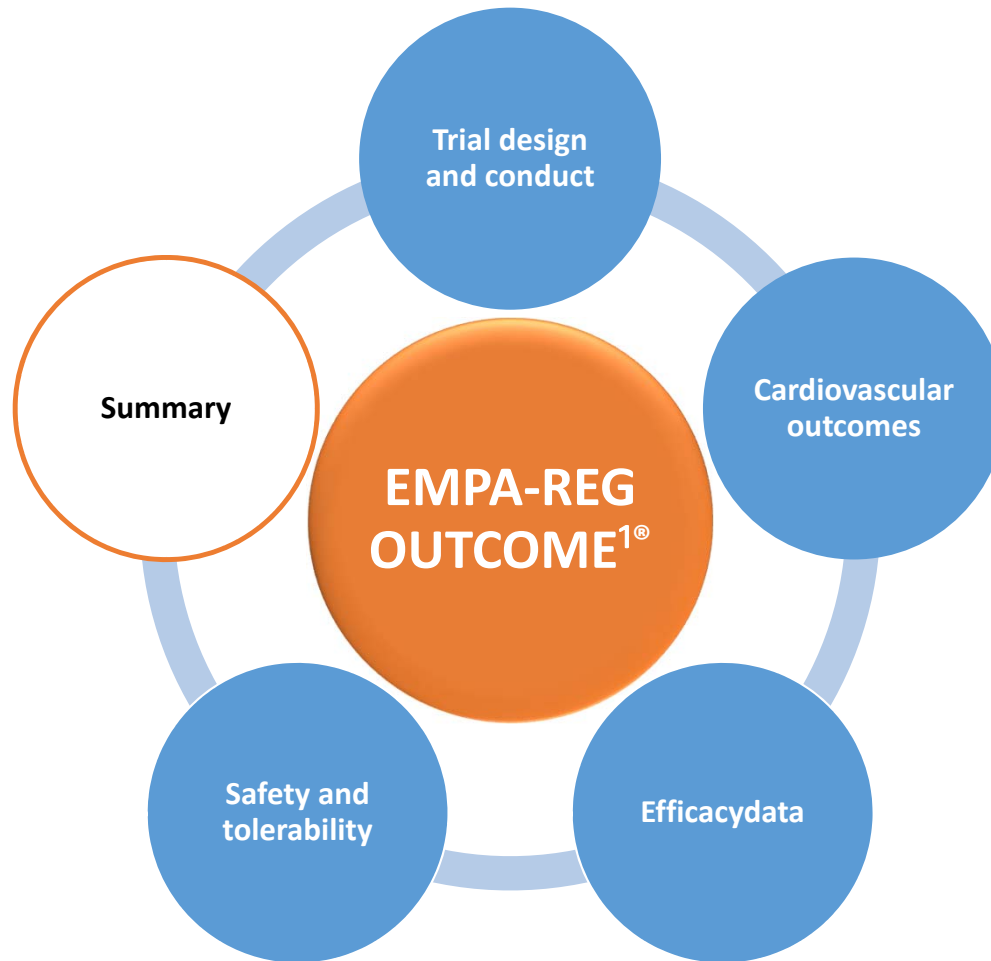 Trial design
and conduct
Cardiovascular
outcomes
Summary
EMPA-REG
OUTCOME¹®
Safety and
tolerability
Efficacydata